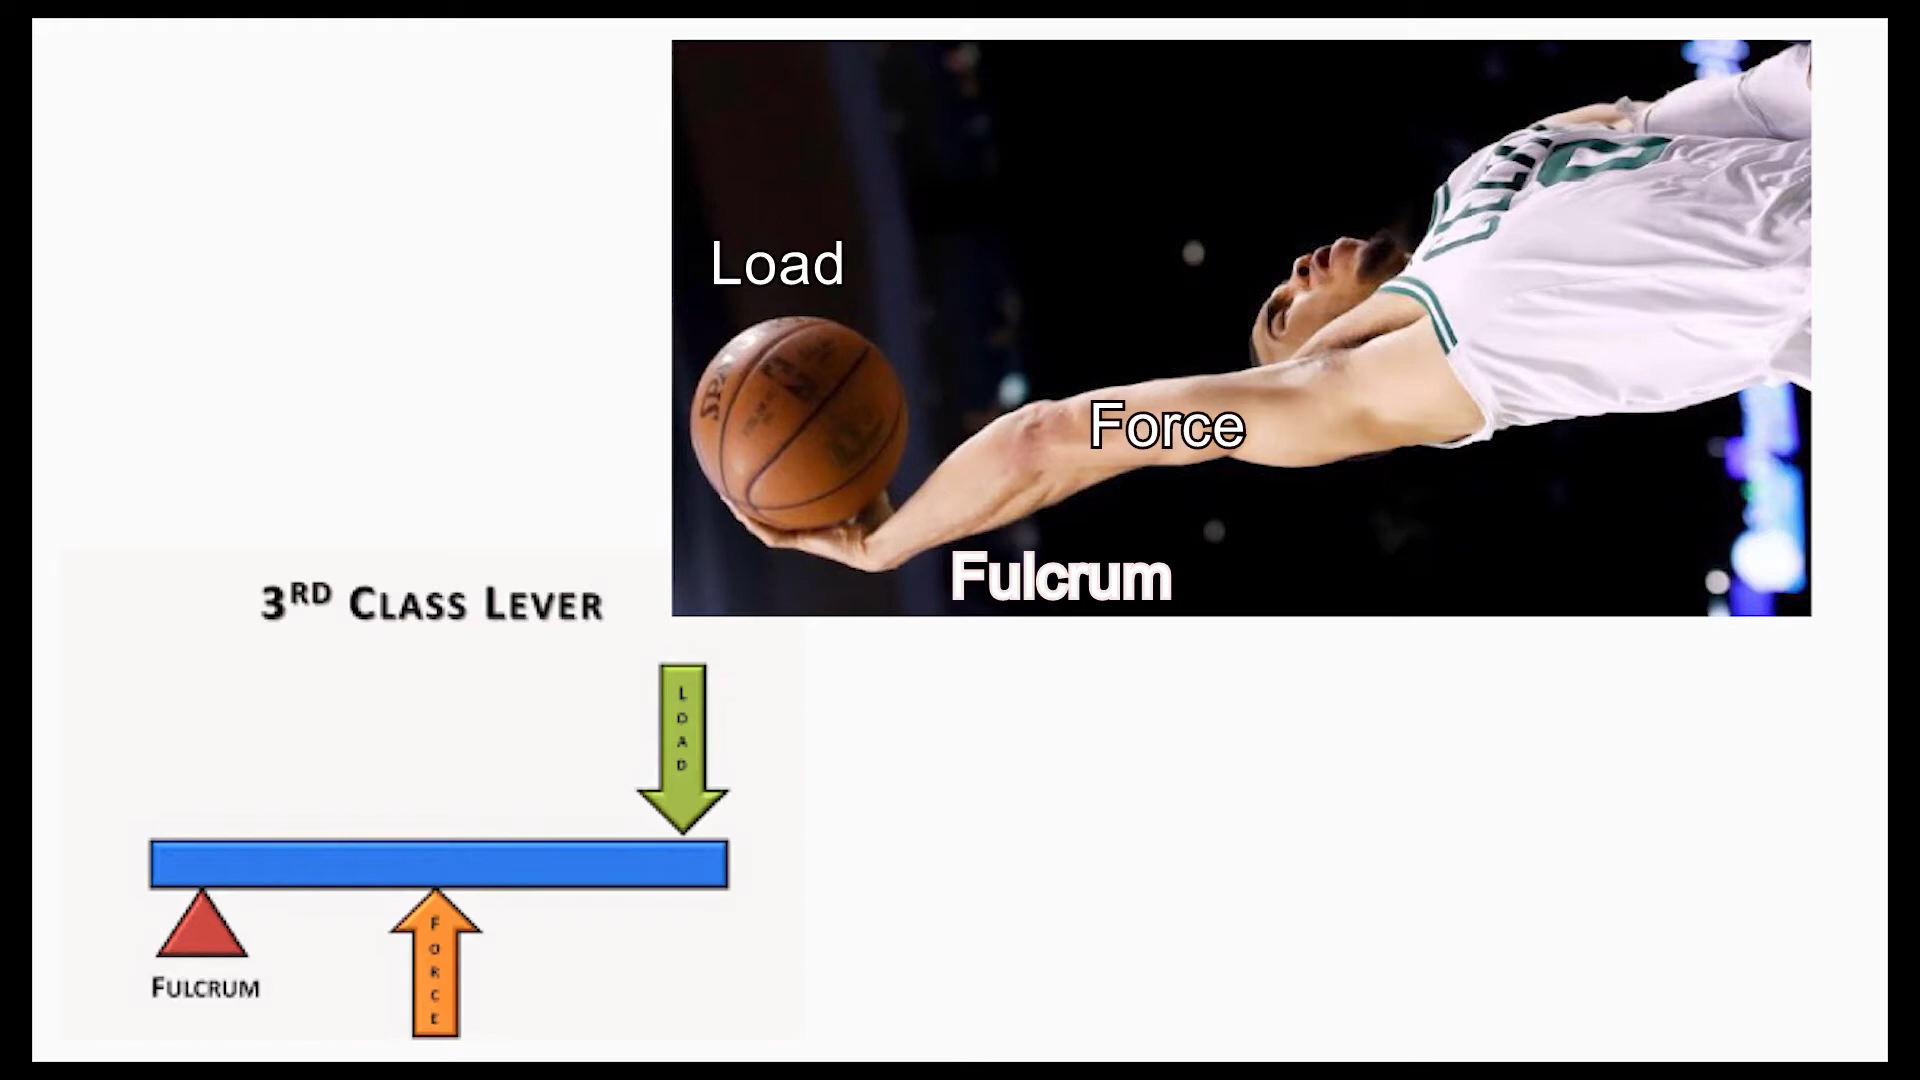 Load
Force
Fulcrum
3RD CLASS LEVER
LOAD
FORCE
FULCRUM